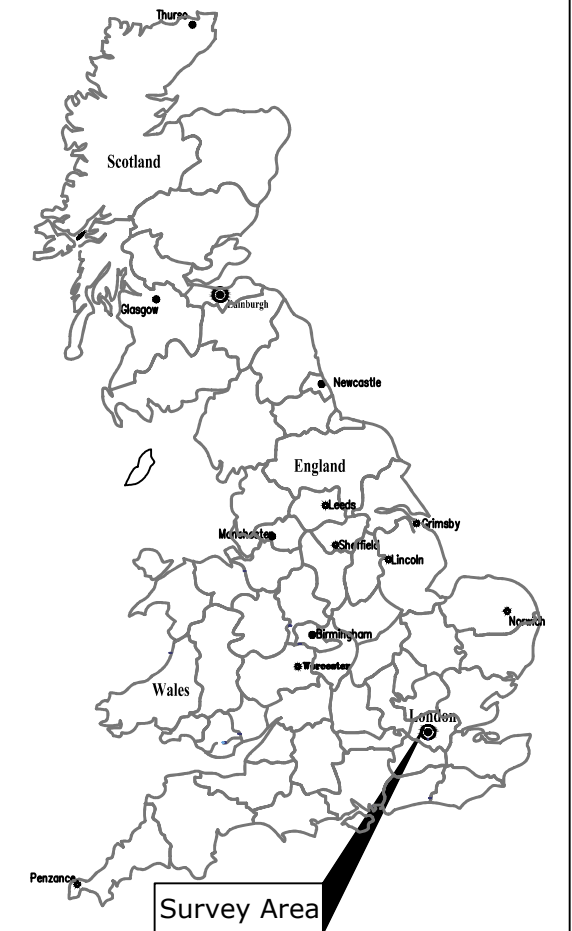 Thurso
Scotland
Edinburgh
Glasgow
Newcastle
England
Leeds
Grimsby
Manchester
Sheffield
Lincoln
Norwich
Birmingham
Worcester
Wales
London
Penzance
Survey Area